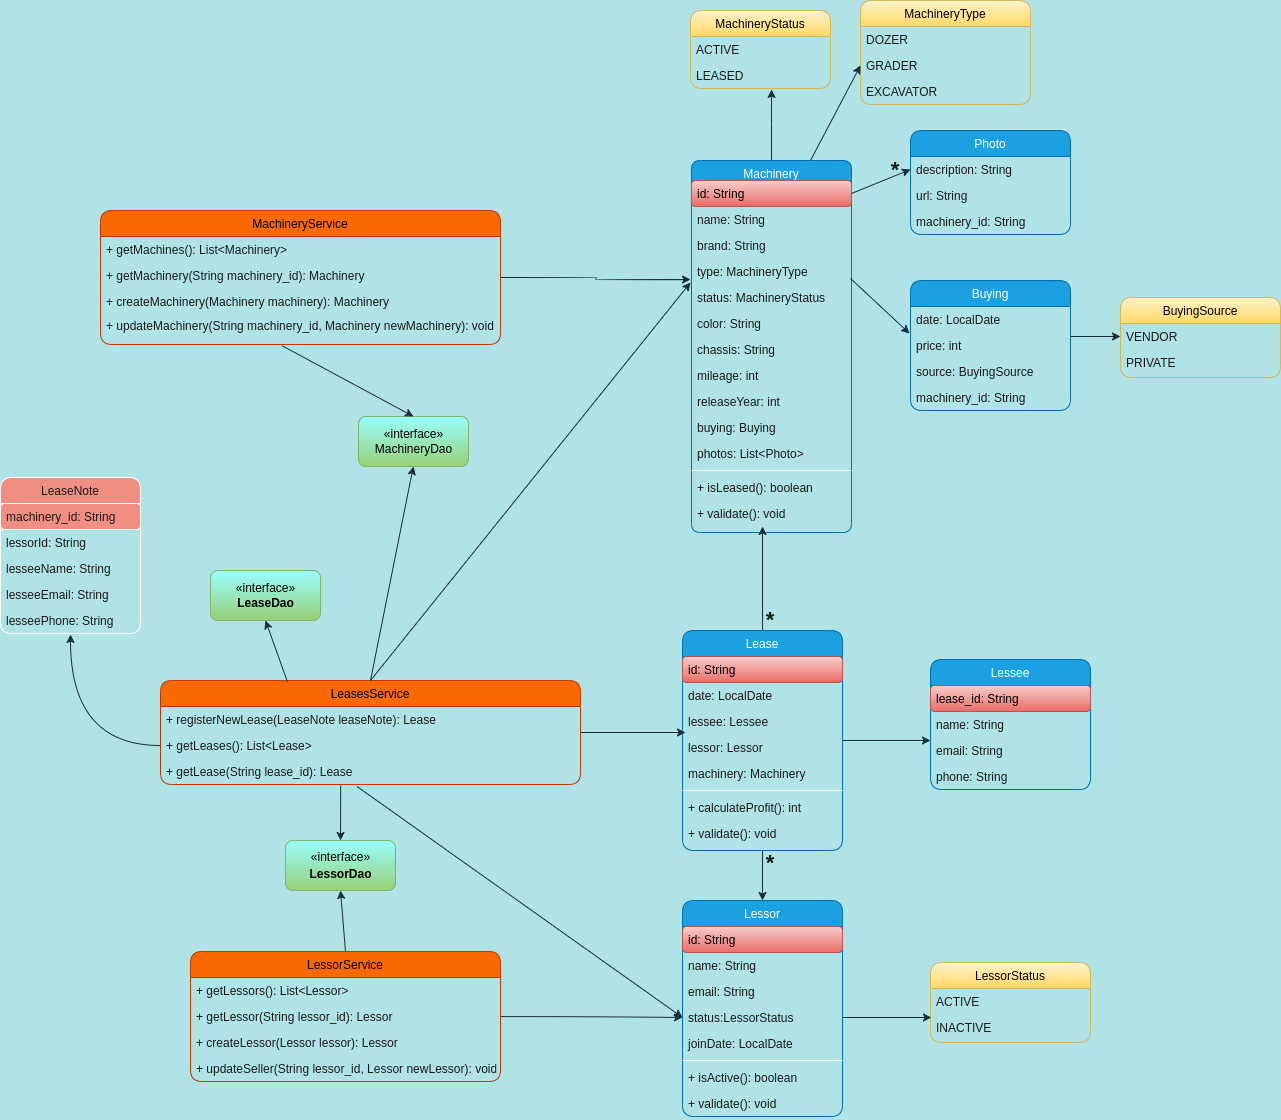 MachineryStatus
ACTIVE
LEASED
MachineryType
DOZER
GRADER
EXCAVATOR
Photo
description: String
url: String
machinery_id: String
*
Machinery
id: String
name: String
brand: String
type: MachineryType
status: MachineryStatus
color: String
chassis: String
mileage: int
releaseYear: int
buying: Buying
photos: List<Photo>
+ isLeased(): boolean
+ validate(): void
Buying
date: LocalDate
price: int
source: BuyingSource
machinery_id: String
BuyingSource
VENDOR
PRIVATE
MachineryService
+ getMachines(): List<Machinery>
+ getMachinery(String machinery_id): Machinery
+ createMachinery(Machinery machinery): Machinery
+ updateMachinery(String machinery_id, Machinery newMachinery): void
«interface»
MachineryDao
LeaseNote
machinery_id: String
lessorId: String
lesseeName: String
lesseeEmail: String
lesseePhone: String
«interface»
LeaseDao
*
Lease
id: String
date: LocalDate
lessee: Lessee
lessor: Lessor
machinery: Machinery
+ calculateProfit(): int
+ validate(): void
*
Lessee
lease_id: String
name: String
email: String
phone: String
LeasesService
+ registerNewLease(LeaseNote leaseNote): Lease
+ getLeases(): List<Lease>
+ getLease(String lease_id): Lease
«interface»
LessorDao
LessorService
+ getLessors(): List<Lessor>
+ getLessor(String lessor_id): Lessor
+ createLessor(Lessor lessor): Lessor
+ updateSeller(String lessor_id, Lessor newLessor): void
Lessor
id: String
name: String
email: String
status:LessorStatus
joinDate: LocalDate
+ isActive(): boolean
+ validate(): void
LessorStatus
ACTIVE
INACTIVE